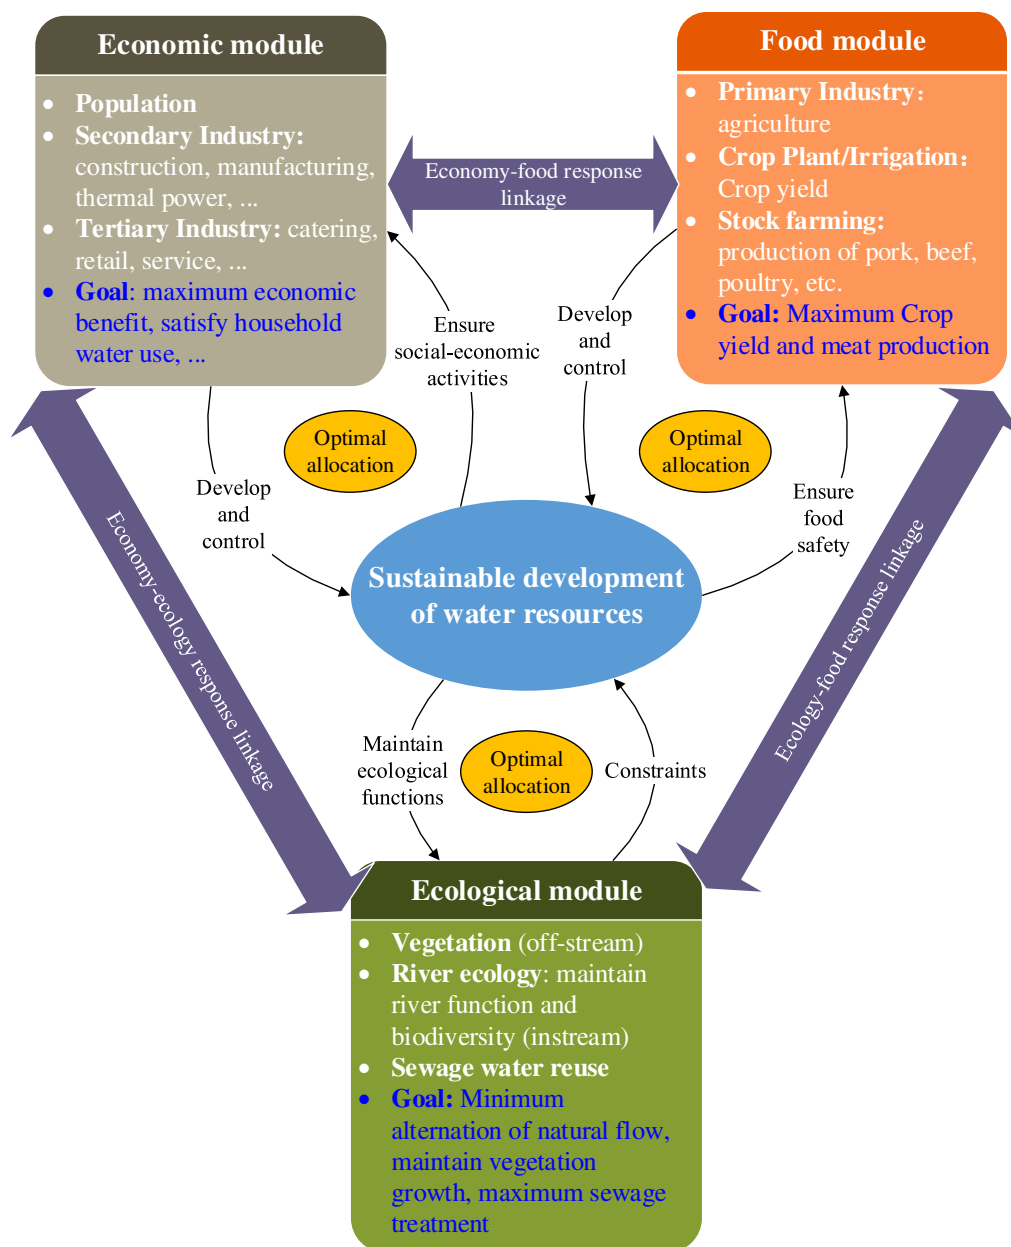 Economic module
• Population
• Secondary Industry:
construction, manufacturing,
thermal power, ...
• Tertiary Industry: catering,
retail, service, ...
• Goal: maximum economic
benefit, satisfy household
water use, ...
Economy-food response
linkage
Food module
• Primary Industry：
agriculture
• Crop Plant/Irrigation：
Crop yield
• Stock farming:
production of pork, beef,
poultry, etc.
• Goal: Maximum Crop
yield and meat production
Ensure
social-economic
activities
Develop
and
control
Optimal
allocation
Optimal
allocation
Develop
and
control
Ensure
food
safety
Economy-ecology response linkage
Sustainable development
of water resources
Ecology-food response linkage
Maintain
ecological
functions
Optimal
allocation
Constraints
Ecological module
• Vegetation (off-stream)
• River ecology: maintain
river function and
biodiversity (instream)
• Sewage water reuse
• Goal: Minimum
alternation of natural flow,
maintain vegetation
growth, maximum sewage
treatment